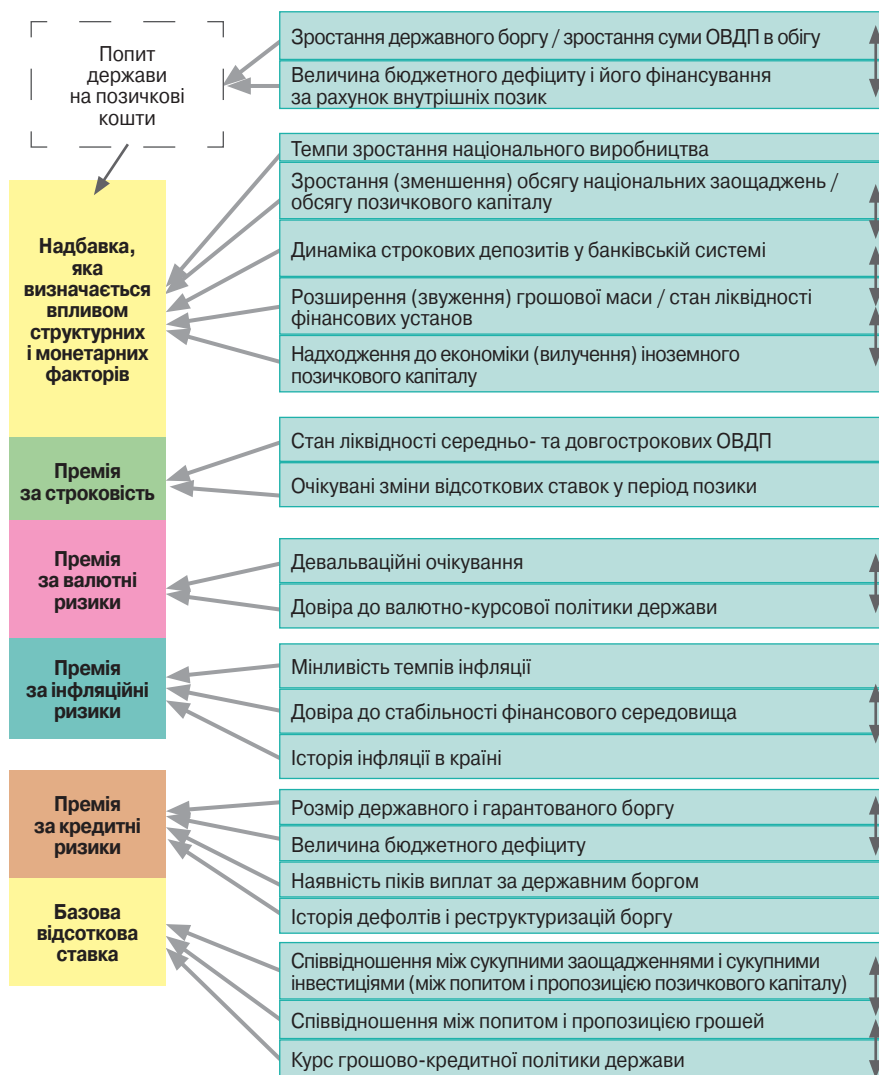 Попит
держави
на позичкові
кошти
Зростання державного боргу / зростання суми ОВДП в обігу
Величина бюджетного дефіциту і його фінансування
за рахунок внутрішніх позик
Надбавка,
яка
визначається
впливом
структурних
і монетарних
факторів
Темпи зростання національного виробництва
Зростання (зменшення) обсягу національних заощаджень /
обсягу позичкового капіталу
Динаміка строкових депозитів у банківській системі
Розширення (звуження) грошової маси / стан ліквідності
фінансових установ
Надходження до економіки (вилучення) іноземного
позичкового капіталу
Премія
за строковість
Стан ліквідності середньо- та довгострокових ОВДП
Очікувані зміни відсоткових ставок у період позики
Премія
за валютні
ризики
Девальваційні очікування
Довіра до валютно-курсової політики держави
Премія
за інфляційні
ризики
Мінливість темпів інфляції
Довіра до стабільності фінансового середовища
Історія інфляції в країні
Премія
за кредитні
ризики
Розмір державного і гарантованого боргу
Величина бюджетного дефіциту
Наявність піків виплат за державним боргом
Історія дефолтів і реструктуризацій боргу
Базова
відсоткова
ставка
Співвідношення між сукупними заощадженнями і сукупними
інвестиціями (між попитом і пропозицією позичкового капіталу)
Співвідношення між попитом і пропозицією грошей
Курс грошово-кредитної політики держави